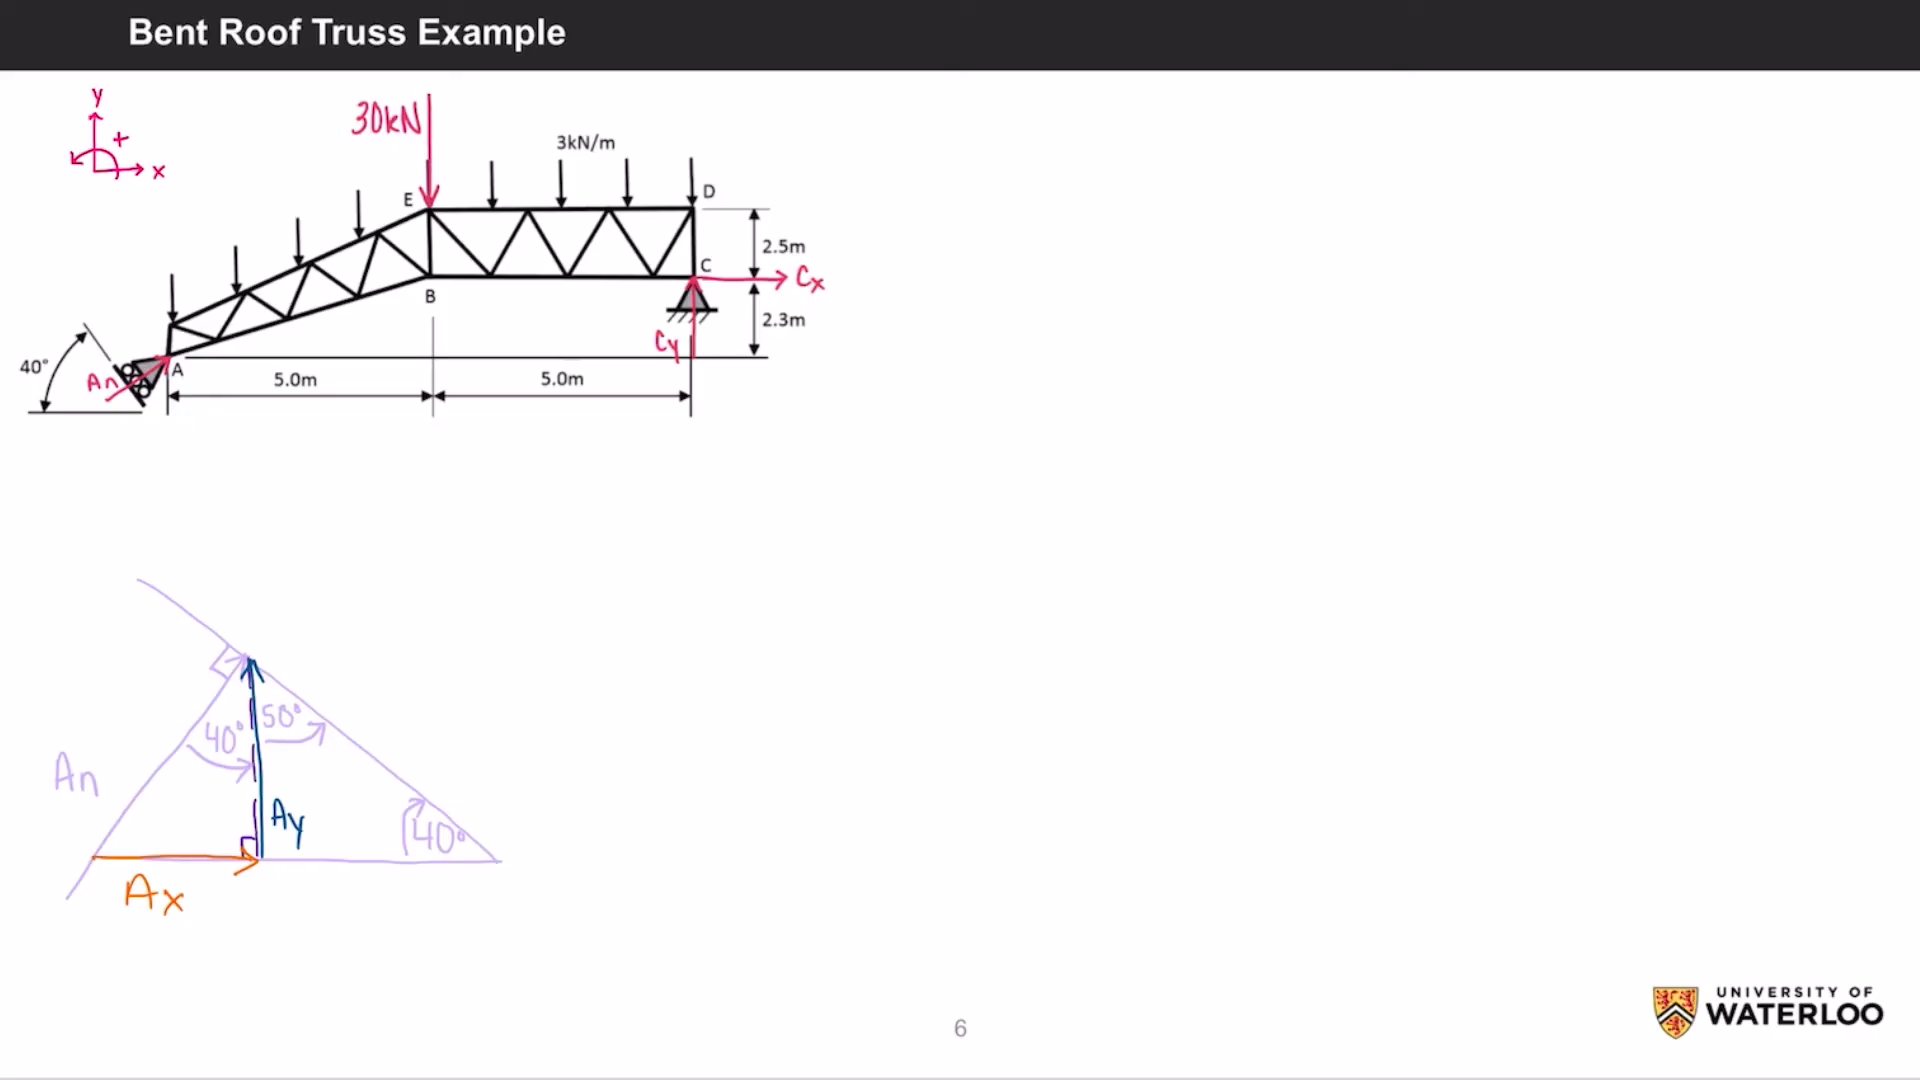 Bent Roof Truss Example
y
+
x
30kN
3kN/m
E
D
2.5m
C
Cx
B
2.3m
Cy
40°
A
An
5.0m
5.0m
40°
50°
An
Ay
40°
Ax
6
UNIVERSITY OF
WATERLOO